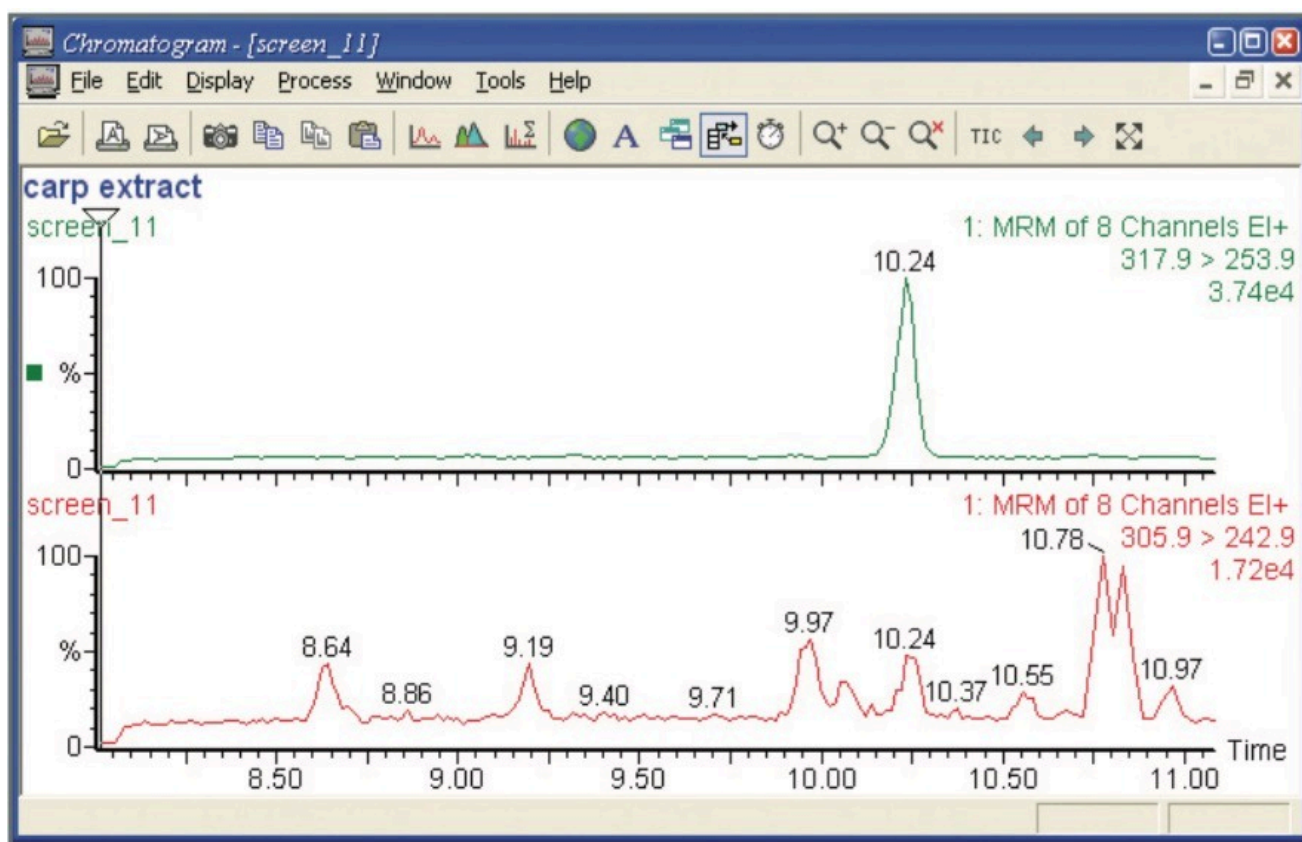 Chromatogram - [screen_11]
File Edit Display Process Window Tools Help
TIC
carp extract
screen_11
1: MRM of 8 Channels EI+
317.9 > 253.9
3.74e4
10.24
100
%
0
screen_11
1: MRM of 8 Channels EI+
305.9 > 242.9
1.72e4
10.78
100
%
0
8.64
8.86
9.19
9.40
9.71
9.97
10.24
10.37
10.55
10.97
Time
8.50 9.00 9.50 10.00 10.50 11.00